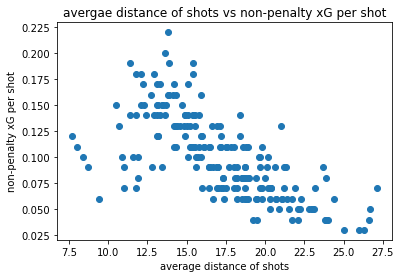 avergae distance of shots vs non-penalty xG per shot
non-penalty xG per shot
0.225
0.200
0.175
0.150
0.125
0.100
0.075
0.050
0.025
7.5 10.0 12.5 15.0 17.5 20.0 22.5 25.0 27.5
average distance of shots